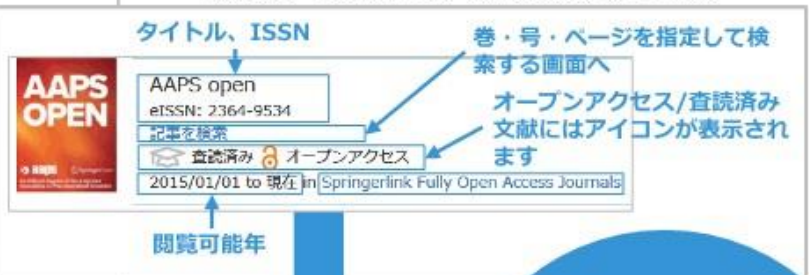 タイトル、ISSN
巻・号・ページを指定して検
索する画面へ
AAPS
OPEN
AAPS open
eISSN: 2364-9534
記事を検索
オープンアクセス/査読済み
文献にはアイコンが表示され
ます
査読済み オープンアクセス
2015/01/01 to 現在 in Springerlink Fully Open Access Journals
閲覧可能年